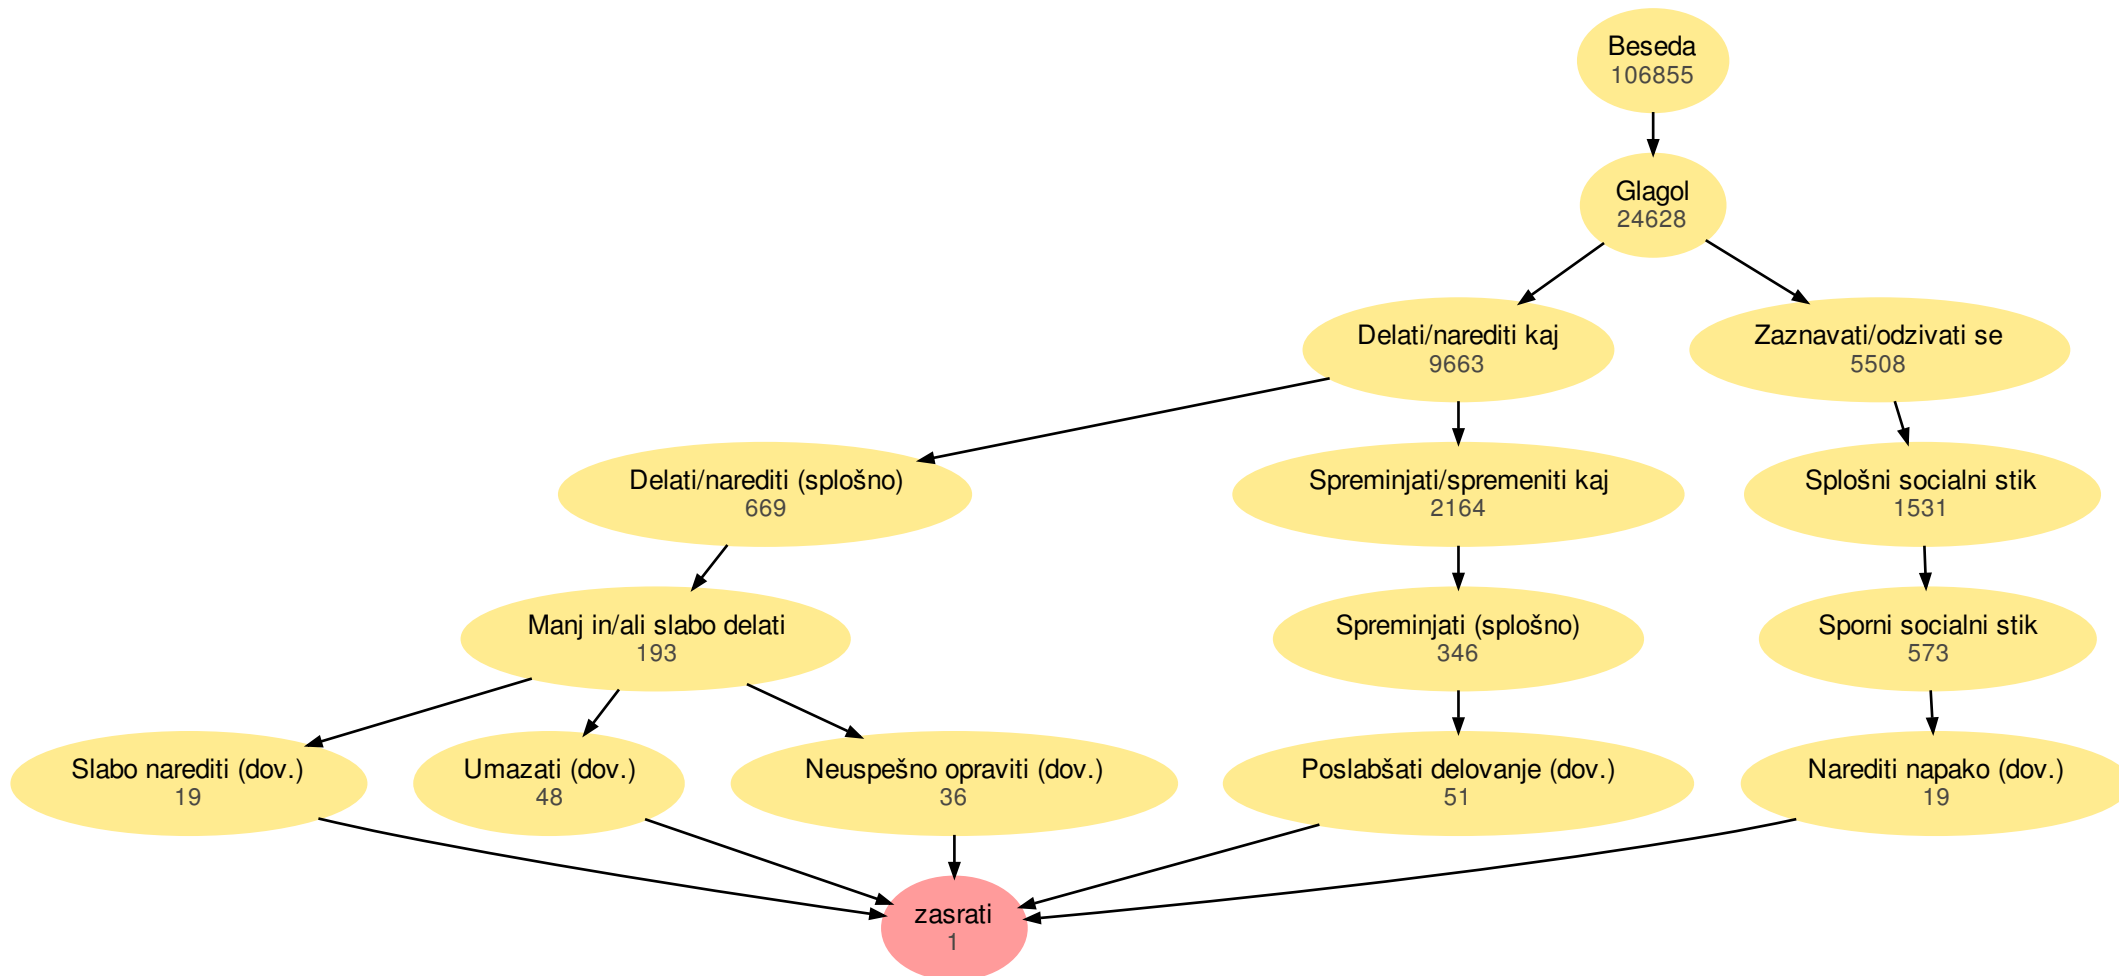 Beseda
106855
Glagol
24628
Delati/narediti kaj
9663
Zaznavati/odzivati se
5508
Delati/narediti (splošno)
669
Spreminjati/spremeniti kaj
2164
Splošni socialni stik
1531
Manj in/ali slabo delati
193
Spreminjati (splošno)
346
Sporni socialni stik
573
Slabo narediti (dov.)
19
Umazati (dov.)
48
Neuspešno opraviti (dov.)
36
Poslabšati delovanje (dov.)
51
Narediti napako (dov.)
19
zasrati
1